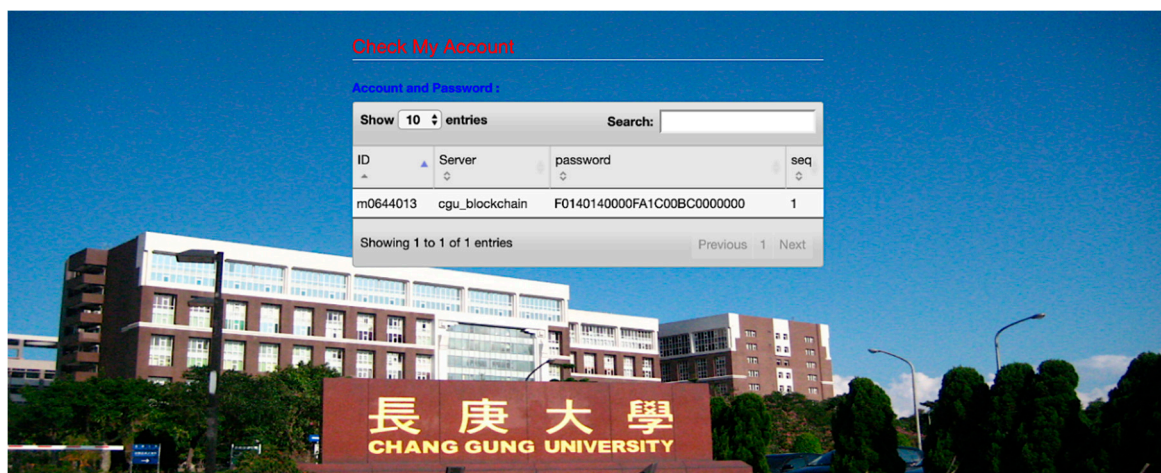 Check My Account
Account and Password :
Show 10 entries Search:
ID Server password seq
m0644013 cgu_blockchain F0140140000FA1C00BC0000000 1
Showing 1 to 1 of 1 entries Previous 1 Next
長庚大學
CHANG GUNG UNIVERSITY